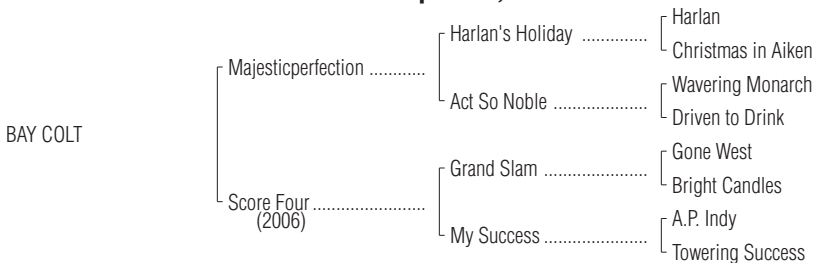 Harlan
Harlan's Holiday ..............
Christmas in Aiken
Majesticperfection ............
Wavering Monarch
Act So Noble ....................
Driven to Drink
BAY COLT
Gone West
Grand Slam ......................
Bright Candles
Score Four ........................
(2006)
A.P. Indy
My Success ......................
Towering Success